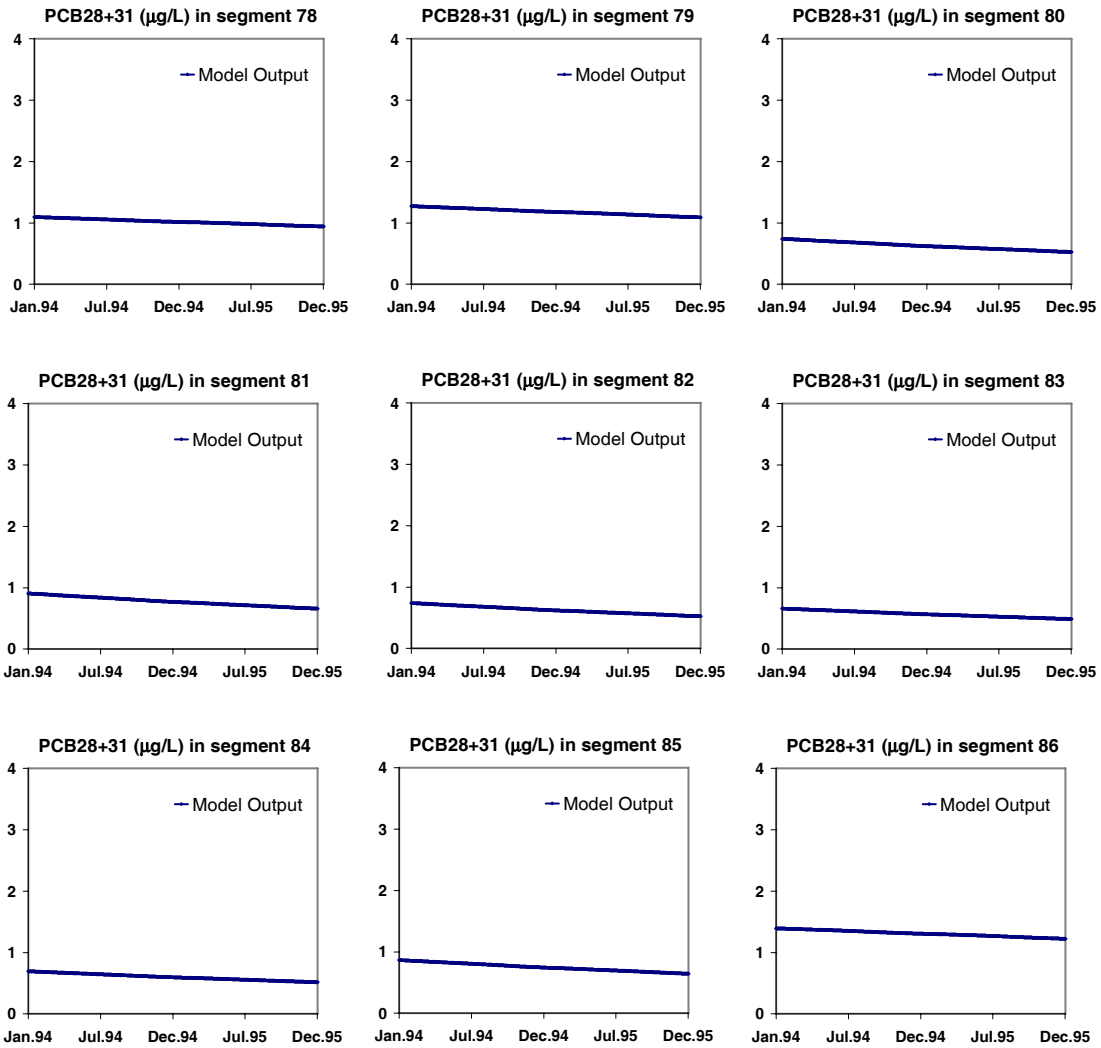 PCB28+31 (µg/L) in segment 78
4
3
2
1
0
Model Output
Jan.94 Jul.94 Dec.94 Jul.95 Dec.95
PCB28+31 (µg/L) in segment 79
4
3
2
1
0
Model Output
Jan.94 Jul.94 Dec.94 Jul.95 Dec.95
PCB28+31 (µg/L) in segment 80
4
3
2
1
0
Model Output
Jan.94 Jul.94 Dec.94 Jul.95 Dec.95
PCB28+31 (µg/L) in segment 81
4
3
2
1
0
Model Output
Jan.94 Jul.94 Dec.94 Jul.95 Dec.95
PCB28+31 (µg/L) in segment 82
4
3
2
1
0
Model Output
Jan.94 Jul.94 Dec.94 Jul.95 Dec.95
PCB28+31 (µg/L) in segment 83
4
3
2
1
0
Model Output
Jan.94 Jul.94 Dec.94 Jul.95 Dec.95
PCB28+31 (µg/L) in segment 84
4
3
2
1
0
Model Output
Jan.94 Jul.94 Dec.94 Jul.95 Dec.95
PCB28+31 (µg/L) in segment 85
4
3
2
1
0
Model Output
Jan.94 Jul.94 Dec.94 Jul.95 Dec.95
PCB28+31 (µg/L) in segment 86
4
3
2
1
0
Model Output
Jan.94 Jul.94 Dec.94 Jul.95 Dec.95